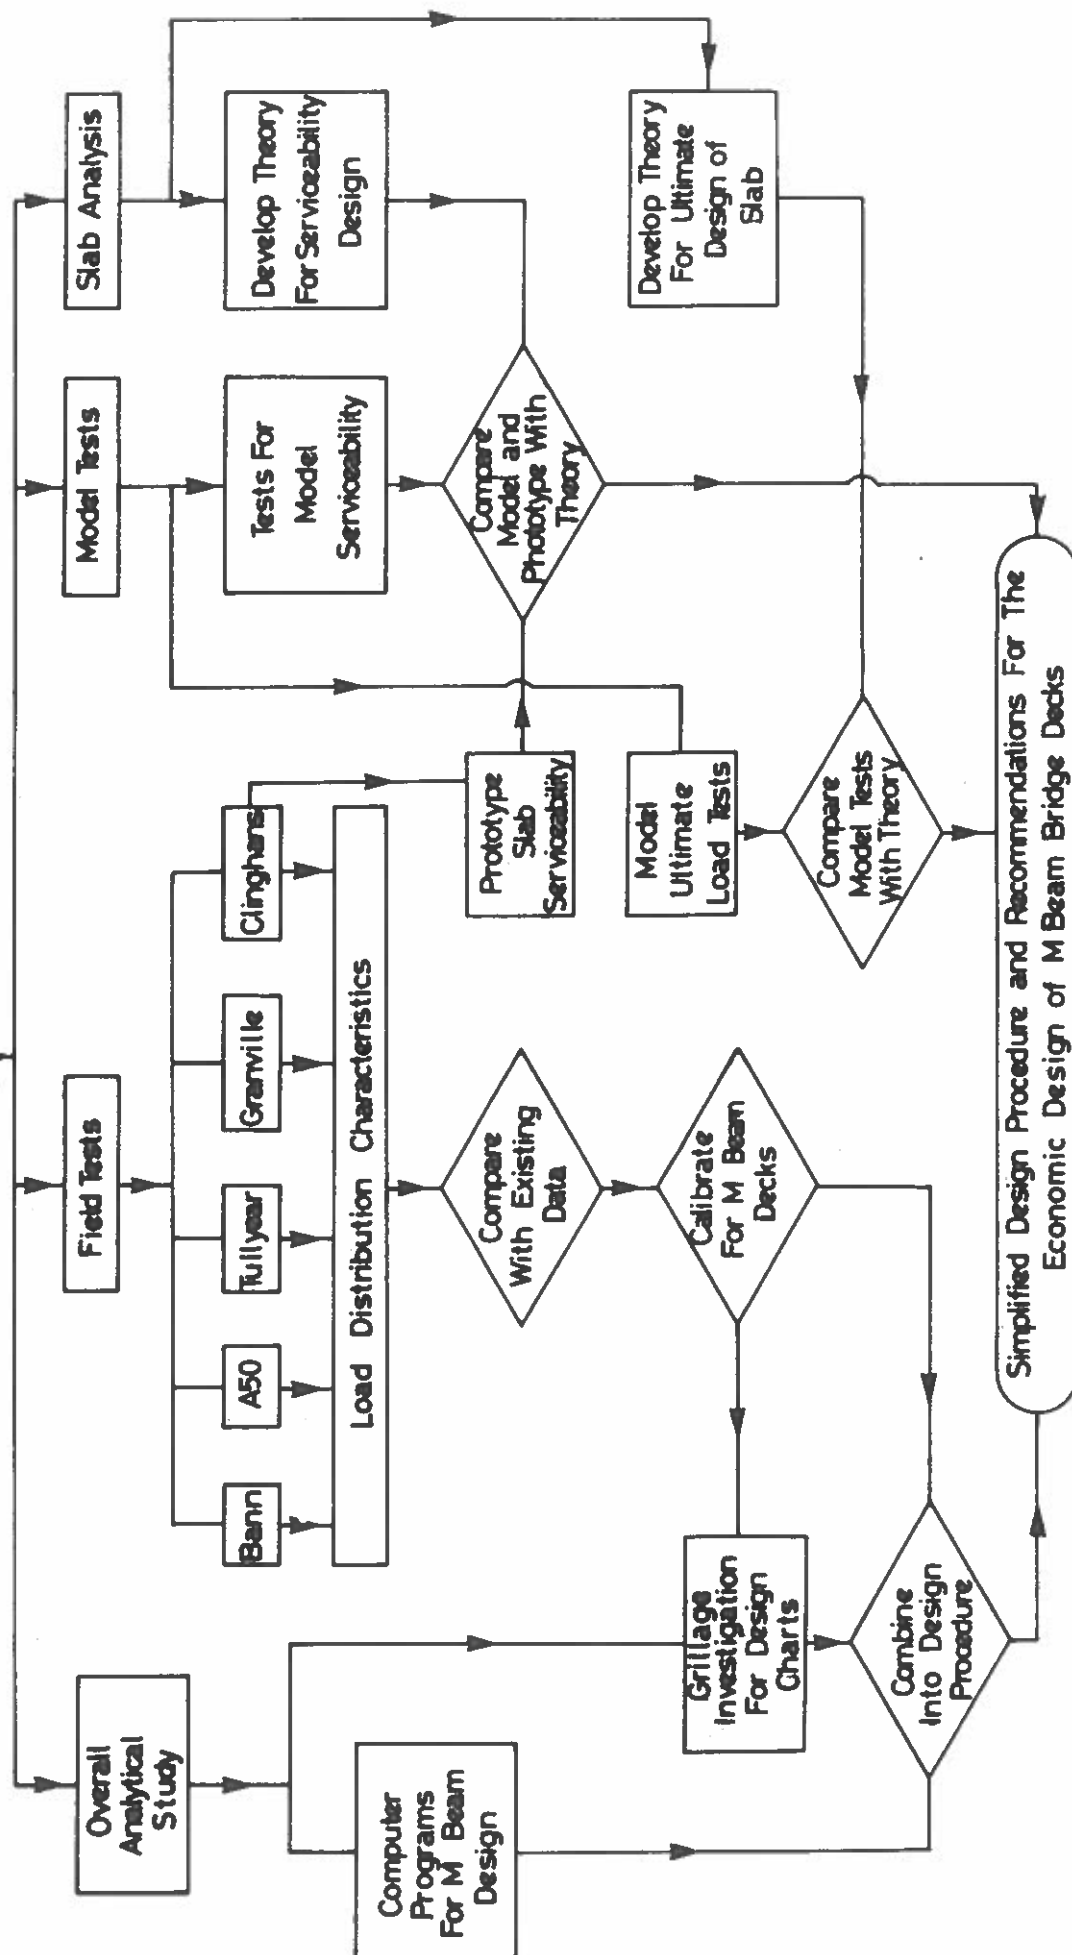 Overall
Analytical
Study
Field Tests
Model Tests
Slab Analysis
Bann
A50
Tullyear
Granville
Clinghans
Tests For
Model
Serviceability
Develop Theory
For Serviceability
Design
Load Distribution Characteristics
Computer
Programs
For M Beam
Design
Compare
With Existing
Data
Prototype
Slab
Serviceability
Compare
Model and
Phototype With
Theory
Grillage
Investigation
For Design
Charts
Calibrate
For M Beam
Decks
Model
Ultimate
Load Tests
Develop Theory
For Ultimate
Design of
Slab
Combine
Into Design
Procedure
Compare
Model Tests
With Theory
Simplified Design Procedure and Recommendations For The
Economic Design of M Beam Bridge Decks